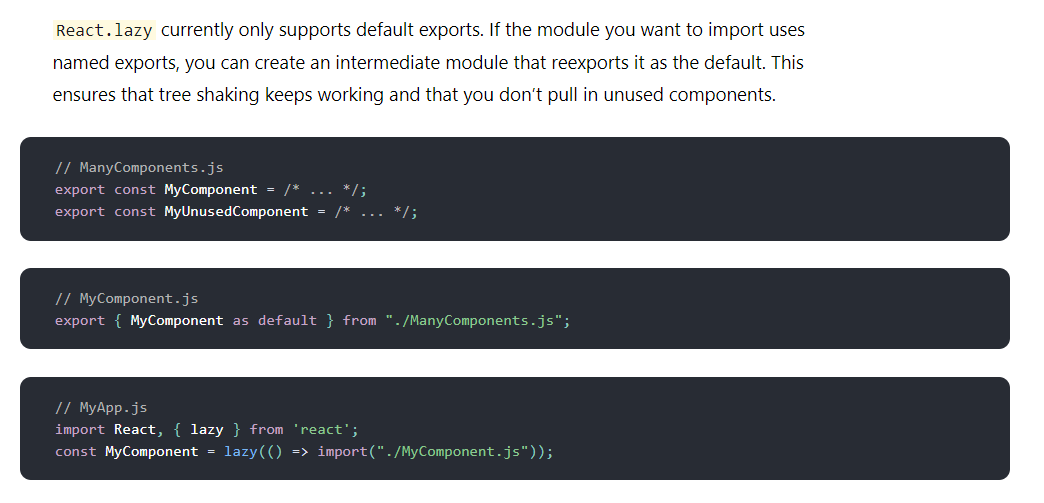 React.lazy currently only supports default exports. If the module you want to import uses
named exports, you can create an intermediate module that reexports it as the default. This
ensures that tree shaking keeps working and that you don’t pull in unused components.
// ManyComponents.js
export const MyComponent = /* ... */;
export const MyUnusedComponent = /* ... */;
// MyComponent.js
export { MyComponent as default } from "./ManyComponents.js";
// MyApp.js
import React, { lazy } from 'react';
const MyComponent = lazy(() => import("./MyComponent.js"));